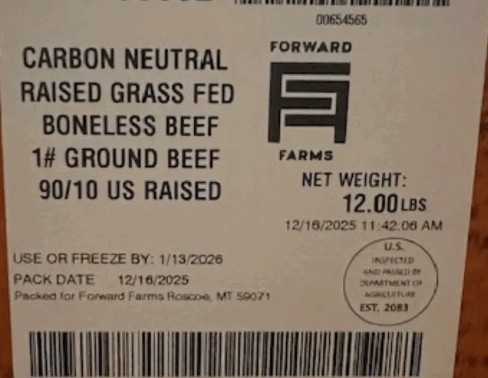 00654565
CARBON NEUTRAL
RAISED GRASS FED
BONELESS BEEF
1# GROUND BEEF
90/10 US RAISED
FORWARD
FARMS
NET WEIGHT:
12.00 LBS
12/16/2025 11:42:06 AM
USE OR FREEZE BY: 1/13/2026
PACK DATE 12/16/2025
Packed for Forward Farms Roscoe, MT 59071
U.S.
INSPECTED
AND PASSED BY
DEPARTMENT OF
AGRICULTURE
EST. 2083